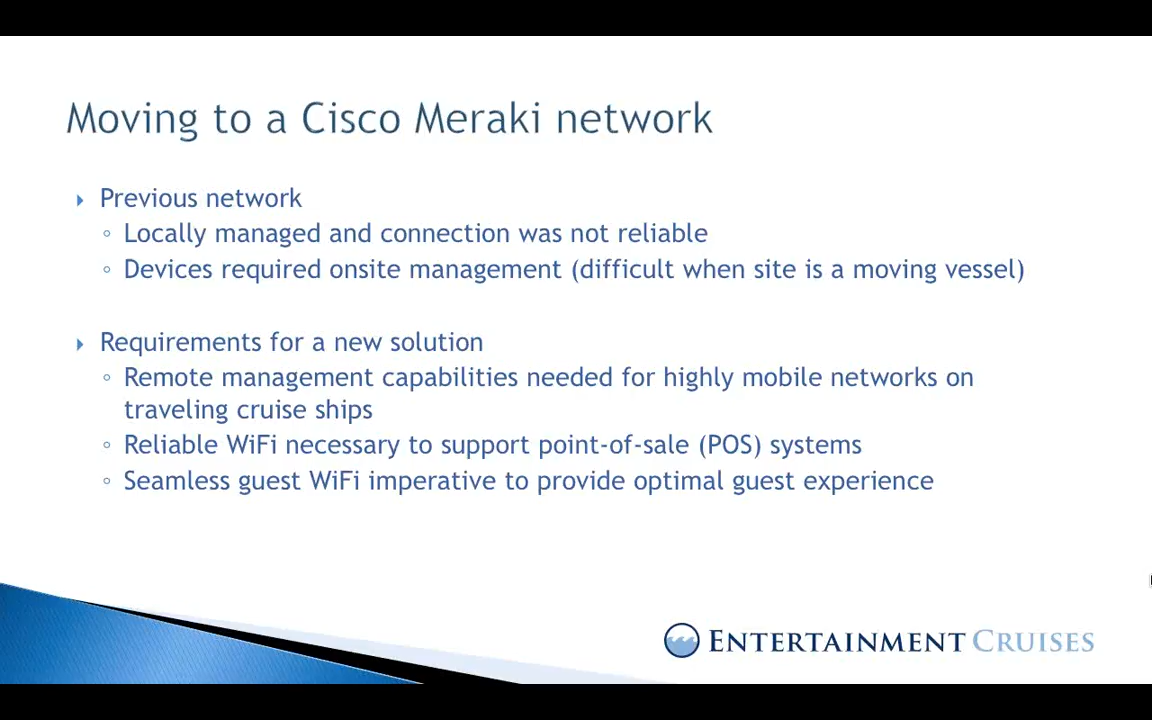 Moving to a Cisco Meraki network
Previous network
Locally managed and connection was not reliable
Devices required onsite management (difficult when site is a moving vessel)
Requirements for a new solution
Remote management capabilities needed for highly mobile networks on
traveling cruise ships
Reliable WiFi necessary to support point-of-sale (POS) systems
Seamless guest WiFi imperative to provide optimal guest experience
ENTERTAINMENT CRUISES